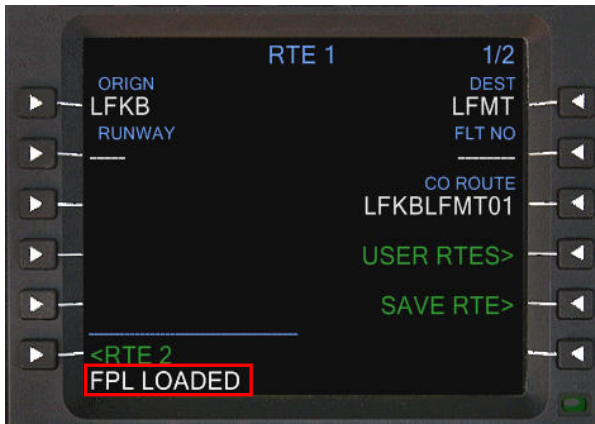 RTE 1 1/2
ORIGN DEST
LFKB LFMT
RUNWAY FLT NO
----- -------
CO ROUTE
LFKBLFMT01
USER RTES>
SAVE RTE>
<RTE 2
FPL LOADED